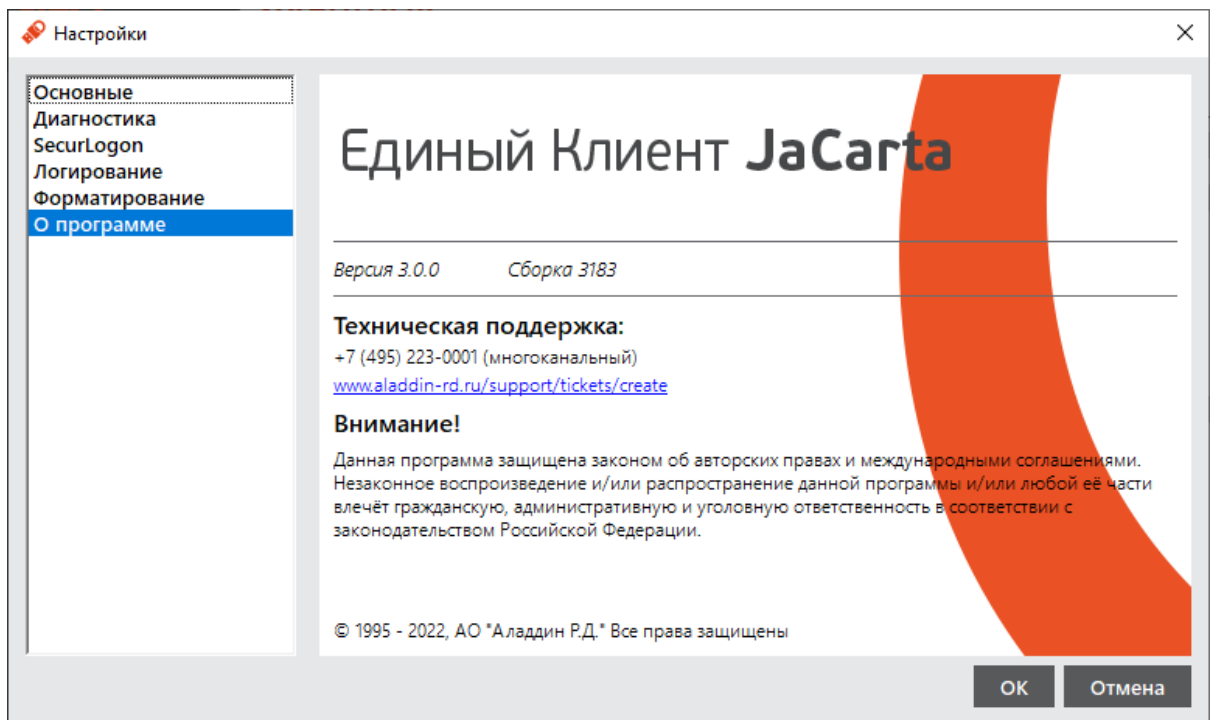 Настройки
Основные
Диагностика
SecurLogon
Логирование
Форматирование
О программе
Единый Клиент JaCarta
Версия 3.0.0 Сборка 3183
Техническая поддержка:
+7 (495) 223-0001 (многоканальный)
www.aladdin-rd.ru/support/tickets/create
Внимание!
Данная программа защищена законом об авторских правах и международными соглашениями.
Незаконное воспроизведение и/или распространение данной программы и/или любой её части
влечёт гражданскую, административную и уголовную ответственность в соответствии с
законодательством Российской Федерации.
© 1995 - 2022, АО "Аладдин Р.Д." Все права защищены
ОК Отмена